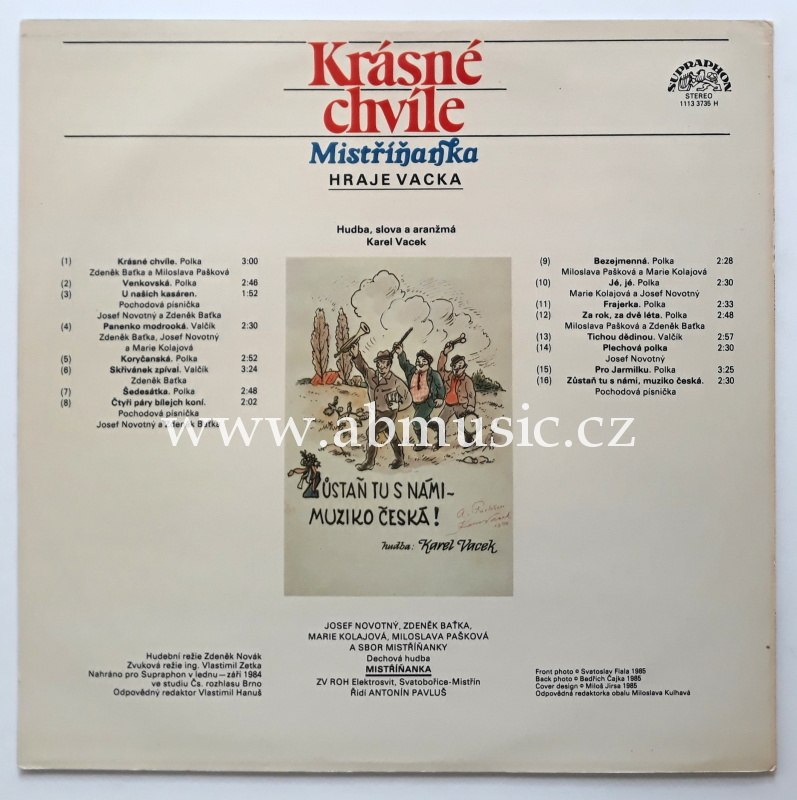 Krásné
chvíle
Mistříňanka
HRAJE VACKA
SUPRAPHON
STEREO
1113 3735 H
Hudba, slova a aranžmá
Karel Vacek
(1) Krásné chvíle. Polka 3:00
Zdeněk Baťka a Miloslava Pašková
(2) Venkovská. Polka 2:46
(3) U našich kasáren. 1:52
Pochodová písnička
Josef Novotný a Zdeněk Baťka
(4) Panenko modrooká. Valčík 2:30
Zdeněk Baťka, Josef Novotný
a Marie Kolajová
(5) Koryčanská. Polka 2:52
(6) Skřivánek zpíval. Valčík 3:24
Zdeněk Baťka
(7) Šedesátka. Polka 2:48
(8) Čtyři páry bílejch koní. 2:02
Pochodová písnička
Josef Novotný a Zdeněk Baťka
(9) Bezejmenná. Polka 2:28
Miloslava Pašková a Marie Kolajová
(10) Jé, jé. Polka 2:30
Marie Kolajová a Josef Novotný
(11) Frajerka. Polka 2:33
(12) Za rok, za dvě léta. Polka 2:48
Miloslava Pašková a Zdeněk Baťka
(13) Tichou dědinou. Valčík 2:57
(14) Plechová polka 2:30
Josef Novotný
(15) Pro Jarmilku. Polka 3:25
(16) Zůstaň tu s námi, muziko česká. 2:30
Pochodová písnička
www.abmusic.cz
ZŮSTAŇ TU S NÁMI-
MUZIKO ČESKÁ!
hudba: Karel Vacek
JOSEF NOVOTNÝ, ZDENĚK BAŤKA,
MARIE KOLAJOVÁ, MILOSLAVA PAŠKOVÁ
A SBOR MISTŘÍŇANKY
Dechová hudba
MISTŘÍŇANKA
ZV ROH Elektrosvit, Svatobořice-Mistřín
Řídí ANTONÍN PAVLUŠ
Hudební režie Zdeněk Novák
Zvuková režie ing. Vlastimil Zetka
Nahráno pro Supraphon v lednu — září 1984
ve studiu Čs. rozhlasu Brno
Odpovědný redaktor Vlastimil Hanuš
Front photo © Svatoslav Fiala 1985
Back photo © Bedřich Čajka 1985
Cover design © Miloš Jirsa 1985
Odpovědná redaktorka obalu Miloslava Kulhavá